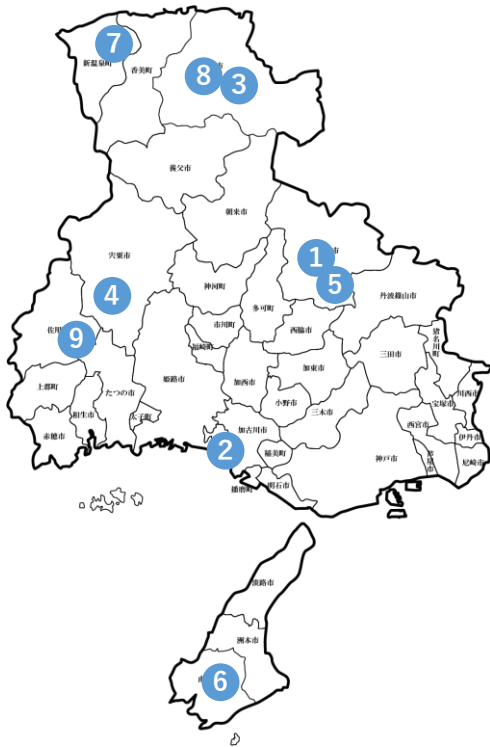 7
新温泉町
香美町
8
3
市
養父市
朝来市
宍粟市
1
市
5
4
神河町
多可町
丹波篠山市
佐用
9
市川町
福崎町
西脇市
猪名川町
三田市
上郡町
姫路市
加西市
加東市
たつの市
相生市
太子町
小野市
三木市
宝塚市
川西市
赤穂市
加古川市
2
稲美町
西宮市
伊丹市
芦屋市
尼崎市
神戸市
播磨町
明石市
淡路市
洲本市
南
6